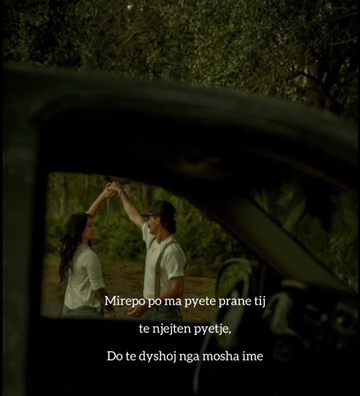 Mirepo po ma pyete prane tij
te njejten pyetje,
Do te dyshoj nga mosha ime